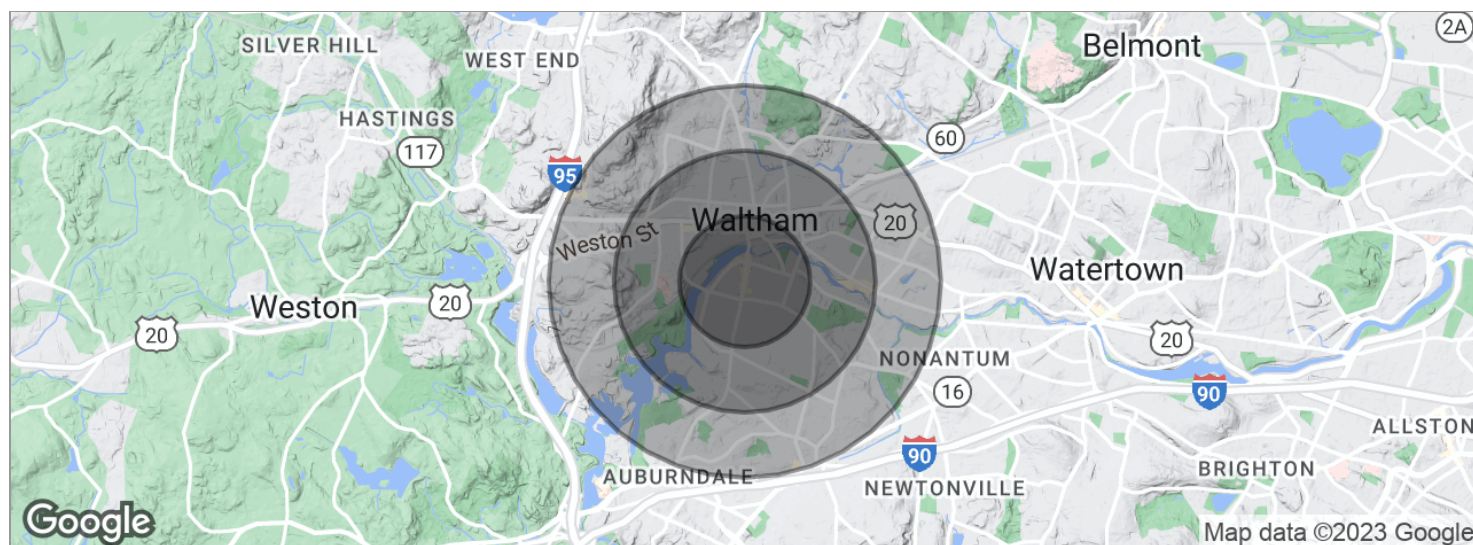 2A
Belmont
SILVER HILL
WEST END
HASTINGS
117
60
95
Waltham
20
Weston St
Watertown
Weston
20
20
20
NONANTUM
16
90
90
ALLSTON
AUBURNDALE
BRIGHTON
NEWTONVILLE
Google
Map data ©2023 Google